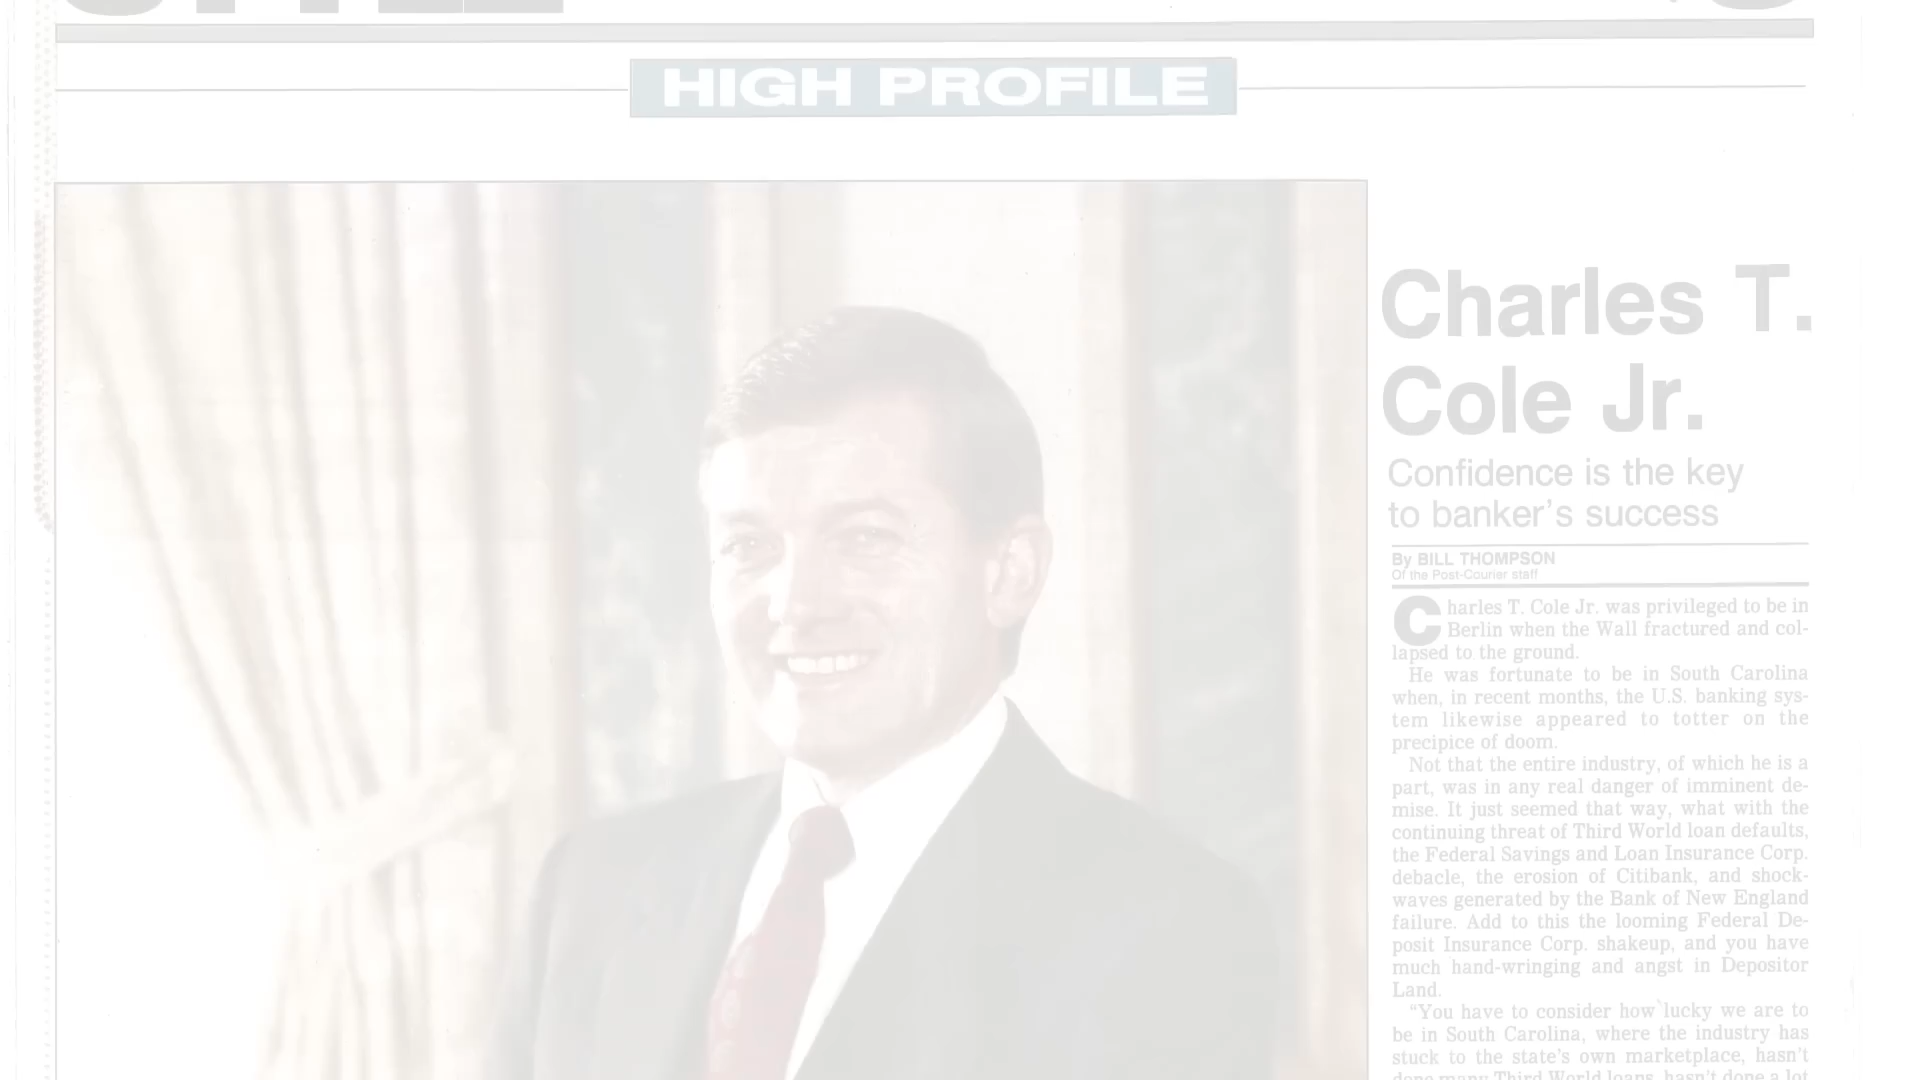 HIGH PROFILE
Charles T.
Cole Jr.
Confidence is the key
to banker's success
By BILL THOMPSON
Of the Post-Courier staff
Charles T. Cole Jr. was privileged to be in
Berlin when the Wall fractured and col-
lapsed to the ground.
He was fortunate to be in South Carolina
when, in recent months, the U.S. banking sys-
tem likewise appeared to totter on the
precipice of doom.
Not that the entire industry, of which he is a
part, was in any real danger of imminent de-
mise. It just seemed that way, what with the
continuing threat of Third World loan defaults,
the Federal Savings and Loan Insurance Corp.
debacle, the erosion of Citibank, and shock-
waves generated by the Bank of New England
failure. Add to this the looming Federal De-
posit Insurance Corp. shakeup, and you have
much hand-wringing and angst in Depositor
Land.
"You have to consider how lucky we are to
be in South Carolina, where the industry has
stuck to the state's own marketplace, hasn't
done many Third World loans, hasn't done a lot